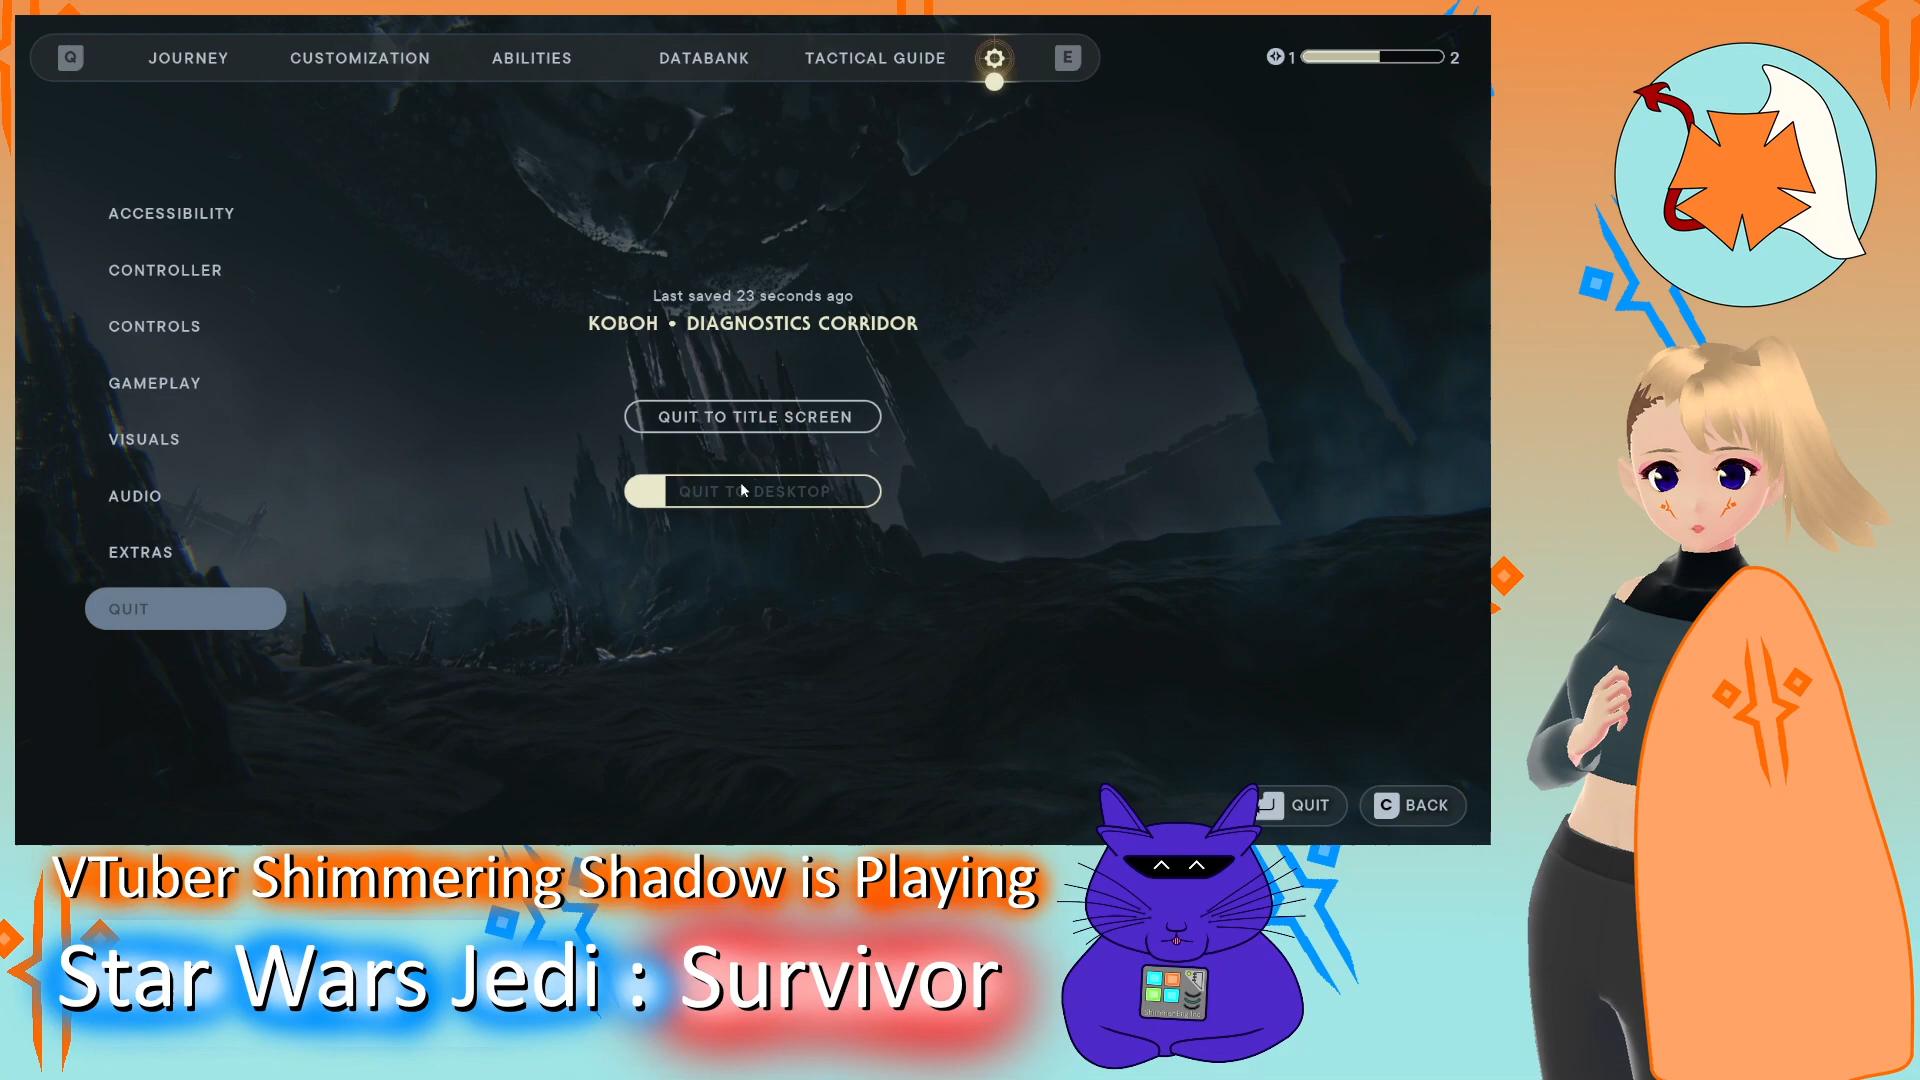 Q JOURNEY CUSTOMIZATION ABILITIES DATABANK TACTICAL GUIDE E 1 2
ACCESSIBILITY
CONTROLLER
CONTROLS
GAMEPLAY
VISUALS
AUDIO
EXTRAS
QUIT
Last saved 23 seconds ago
KOBOH • DIAGNOSTICS CORRIDOR
QUIT TO TITLE SCREEN
QUIT TO DESKTOP
QUIT C BACK
VTuber Shimmering Shadow is Playing
Star Wars Jedi : Survivor